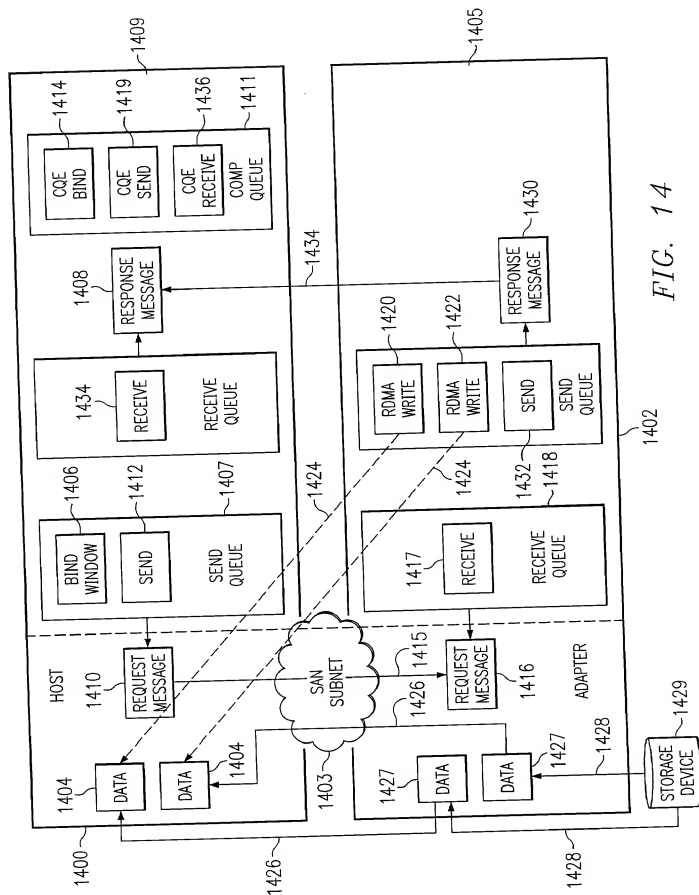 1409
1414
1419
1436
1411
CQE
BIND
CQE
SEND
CQE
RECEIVE
COMP
QUEUE
1408
RESPONSE
MESSAGE
1434
1434
RECEIVE
RECEIVE
QUEUE
1406
1412
1407
BIND
WINDOW
SEND
SEND
QUEUE
1424
HOST
1410
REQUEST
MESSAGE
1404
DATA
DATA
1404
1400
1403
SAN
SUBNET
1415
1426
1426
1405
1430
RESPONSE
MESSAGE
1420
1422
RDMA
WRITE
RDMA
WRITE
SEND
SEND
QUEUE
1432
1424
1418
1417
RECEIVE
RECEIVE
QUEUE
1402
REQUEST
MESSAGE
1416
ADAPTER
1427
DATA
DATA
1427
1428
1428
1429
STORAGE
DEVICE
FIG. 14